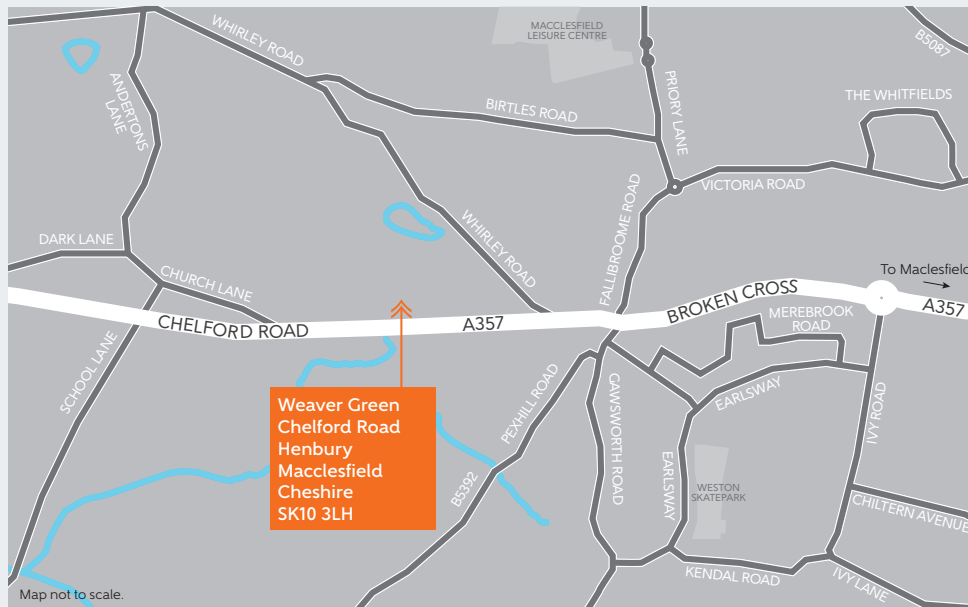 MACCLESFIELD
LEISURE CENTRE
B5087
WHIRLEY ROAD
ANDERTONS
LANE
PRIORY LANE
THE WHITFIELDS
BIRTLES ROAD
VICTORIA ROAD
FALLIBROOME ROAD
WHIRLEY ROAD
DARK LANE
CHURCH LANE
To Maclesfield
BROKEN CROSS
A357
CHELFORD ROAD
A357
MEREBROOK
ROAD
SCHOOL LANE
PEXHILL ROAD
GAWSWORTH ROAD
EARLSWAY
IVY ROAD
Weaver Green
Chelford Road
Henbury
Macclesfield
Cheshire
SK10 3LH
B5392
EARLSWAY
WESTON
SKATEPARK
CHILTERN AVENUE
KENDAL ROAD
IVY LANE
Map not to scale.